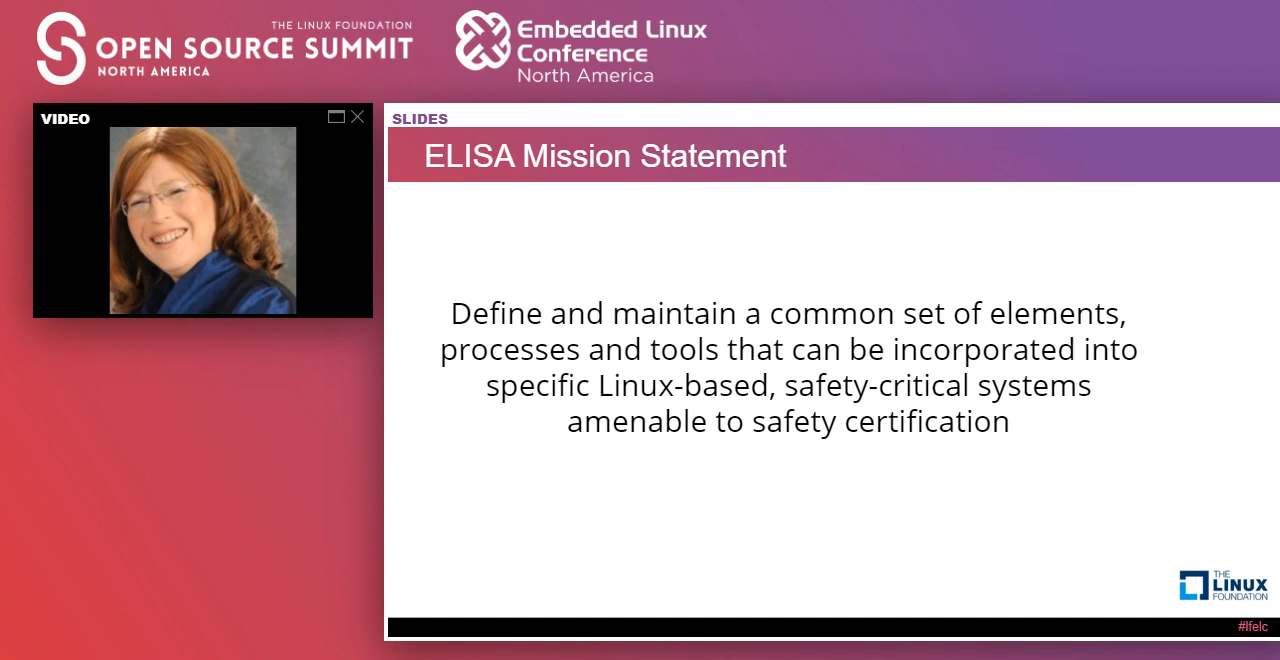 THE LINUX FOUNDATION
OPEN SOURCE SUMMIT
NORTH AMERICA
Embedded Linux
Conference
North America
VIDEO
SLIDES
ELISA Mission Statement
Define and maintain a common set of elements,
processes and tools that can be incorporated into
specific Linux-based, safety-critical systems
amenable to safety certification
THE
LINUX
FOUNDATION
#lfelc